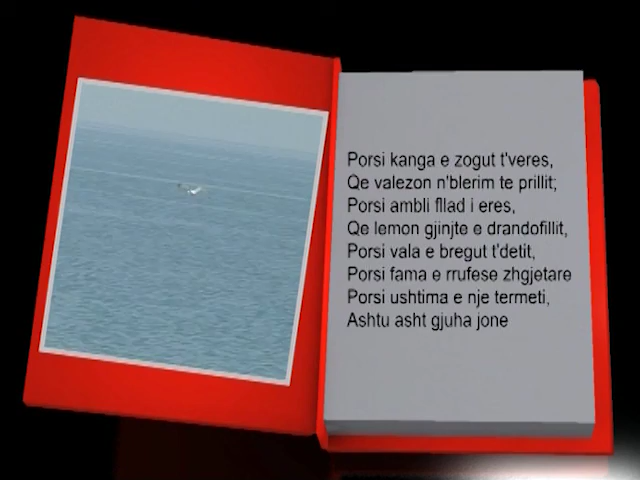 Porsi kanga e zogut t'veres,
Qe valezon n'blerim te prillit;
Porsi ambli fllad i eres,
Qe lemon gjinjte e drandofillit,
Porsi vala e bregut t'detit,
Porsi fama e rrufese zhgjetare
Porsi ushtima e nje termeti,
Ashtu asht gjuha jone